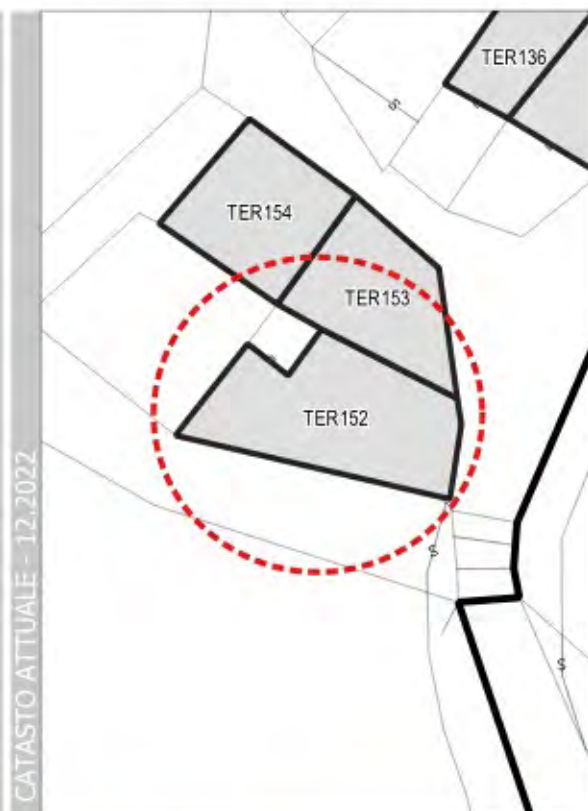 TER136
S
TER154
TER153
TER152
S
S
CATASTO ATTUALE - 12.2022